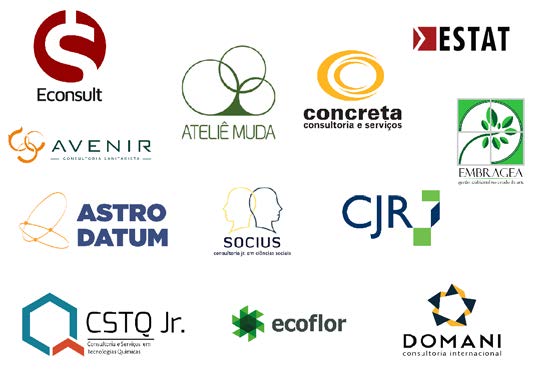 Econsult
ATELIÊ MUDA
concreta
consultoria e serviços
ESTAT
AVENIR
CONSULTORIA SANITARISTA
EMBRAGEA
ASTRO
DATUM
SOCIUS
consultoria jr. em ciências sociais
CJR
CSTQ Jr.
Consultoria e Serviços em
Tecnologias Químicas
ecoflor
DOMANI
consultoria internacional